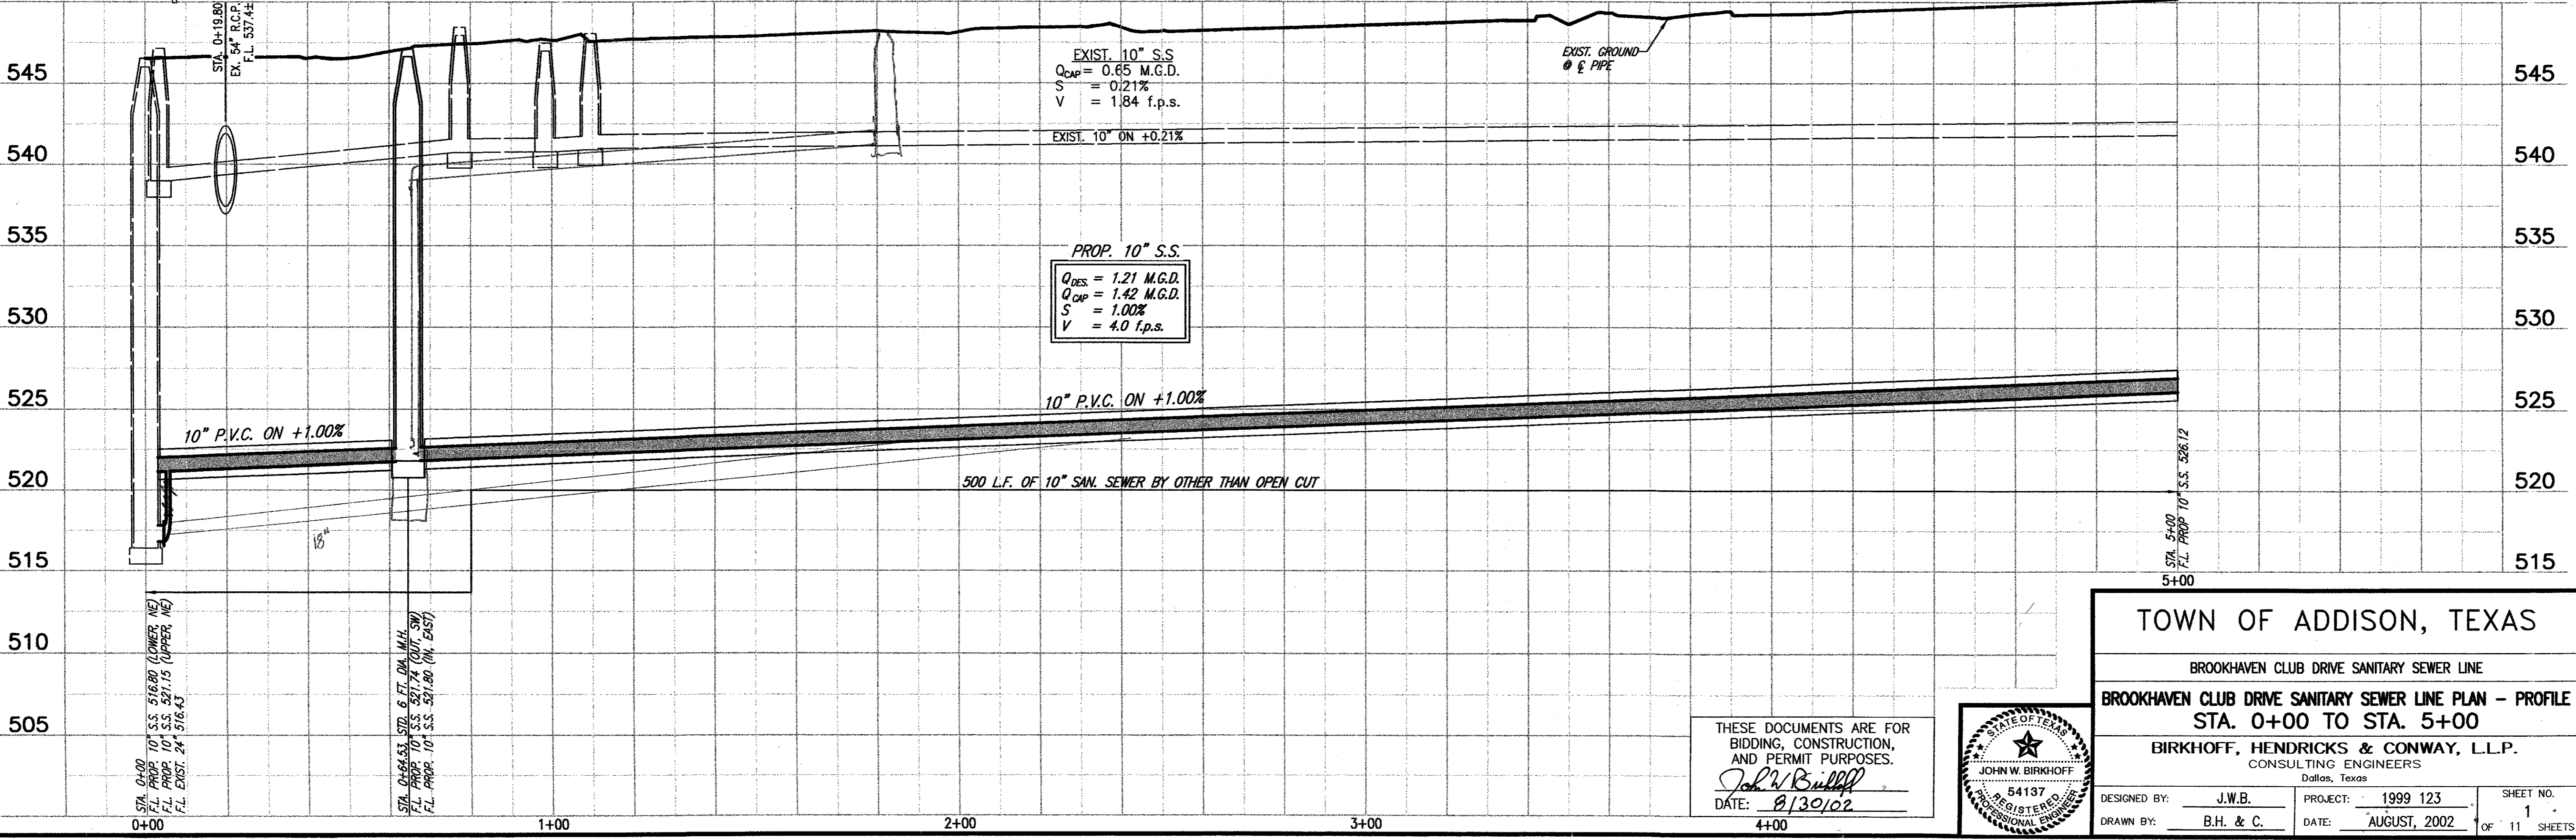 STA. 0+19.80
EX. 54" R.C.P.
F.L. 537.4±
EXIST. 10" S.S
QCAP = 0.65 M.G.D.
S = 0.21%
V = 1.84 f.p.s.
EXIST. 10" ON +0.21%
EXIST. GROUND
@ ℄ PIPE
545
540
535
530
525
520
515
510
505
545
540
535
530
525
520
515
PROP. 10" S.S.
QDES. = 1.21 M.G.D.
QCAP = 1.42 M.G.D.
S = 1.00%
V = 4.0 f.p.s.
10" P.V.C. ON +1.00%
10" P.V.C. ON +1.00%
500 L.F. OF 10" SAN. SEWER BY OTHER THAN OPEN CUT
18"
STA. 5+00
F.L. PROP 10" S.S. 526.12
5+00
STA. 0+00
F.L. PROP. 10" S.S. 516.80 (LOWER, NE)
F.L. PROP. 10" S.S. 521.15 (UPPER, NE)
F.L. EXIST. 24" 516.43
STA. 0+64.53, STD. 6 FT. DIA. M.H.
F.L. PROP. 10" S.S. 521.74 (OUT, SW)
F.L. PROP. 10" S.S. 521.80 (IN, EAST)
0+00
1+00
2+00
3+00
4+00
THESE DOCUMENTS ARE FOR
BIDDING, CONSTRUCTION,
AND PERMIT PURPOSES.
John W Birkhoff
DATE: 8/30/02
STATE OF TEXAS
JOHN W. BIRKHOFF
54137
REGISTERED
PROFESSIONAL ENGINEER
TOWN OF ADDISON, TEXAS
BROOKHAVEN CLUB DRIVE SANITARY SEWER LINE
BROOKHAVEN CLUB DRIVE SANITARY SEWER LINE PLAN - PROFILE
STA. 0+00 TO STA. 5+00
BIRKHOFF, HENDRICKS & CONWAY, L.L.P.
CONSULTING ENGINEERS
Dallas, Texas
DESIGNED BY: J.W.B.
PROJECT: 1999 123
SHEET NO.
1
DRAWN BY: B.H. & C.
DATE: AUGUST, 2002
OF 11 SHEETS